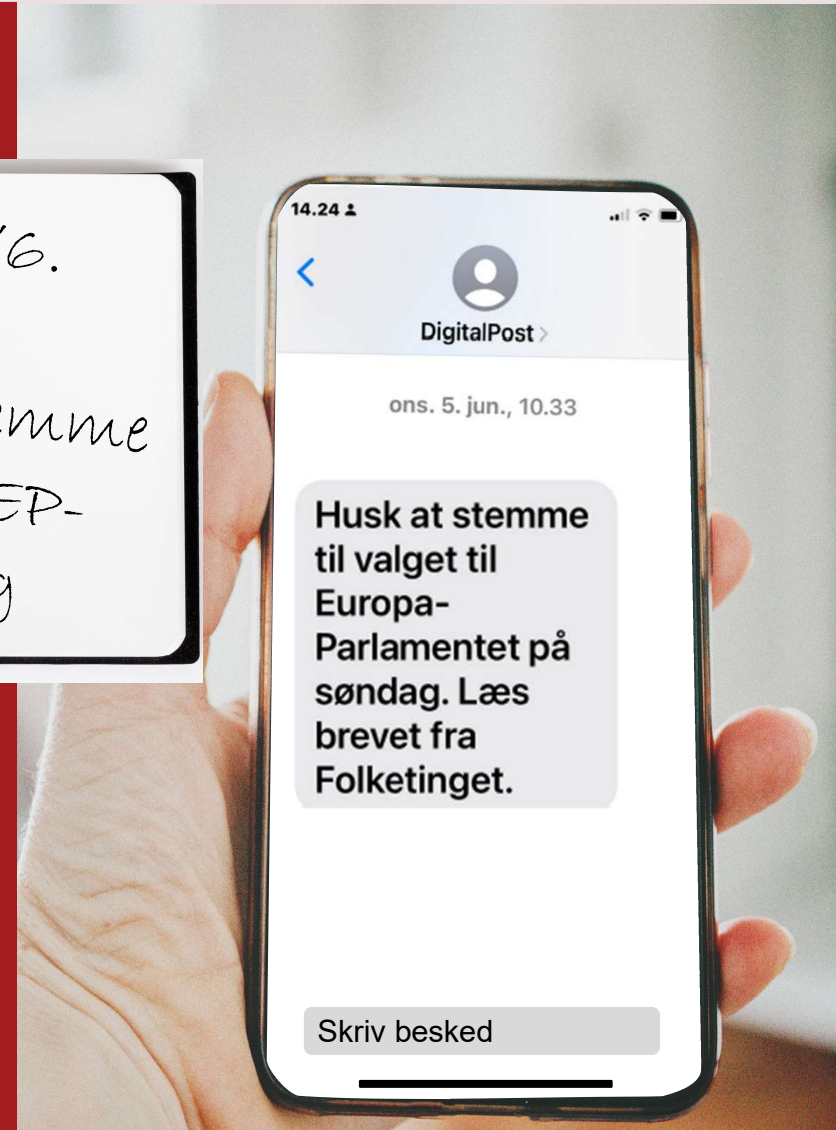 /6.
emme
EP-
g
14.24
DigitalPost
ons. 5. jun., 10.33
Husk at stemme
til valget til
Europa-
Parlamentet på
søndag. Læs
brevet fra
Folketinget.
Skriv besked